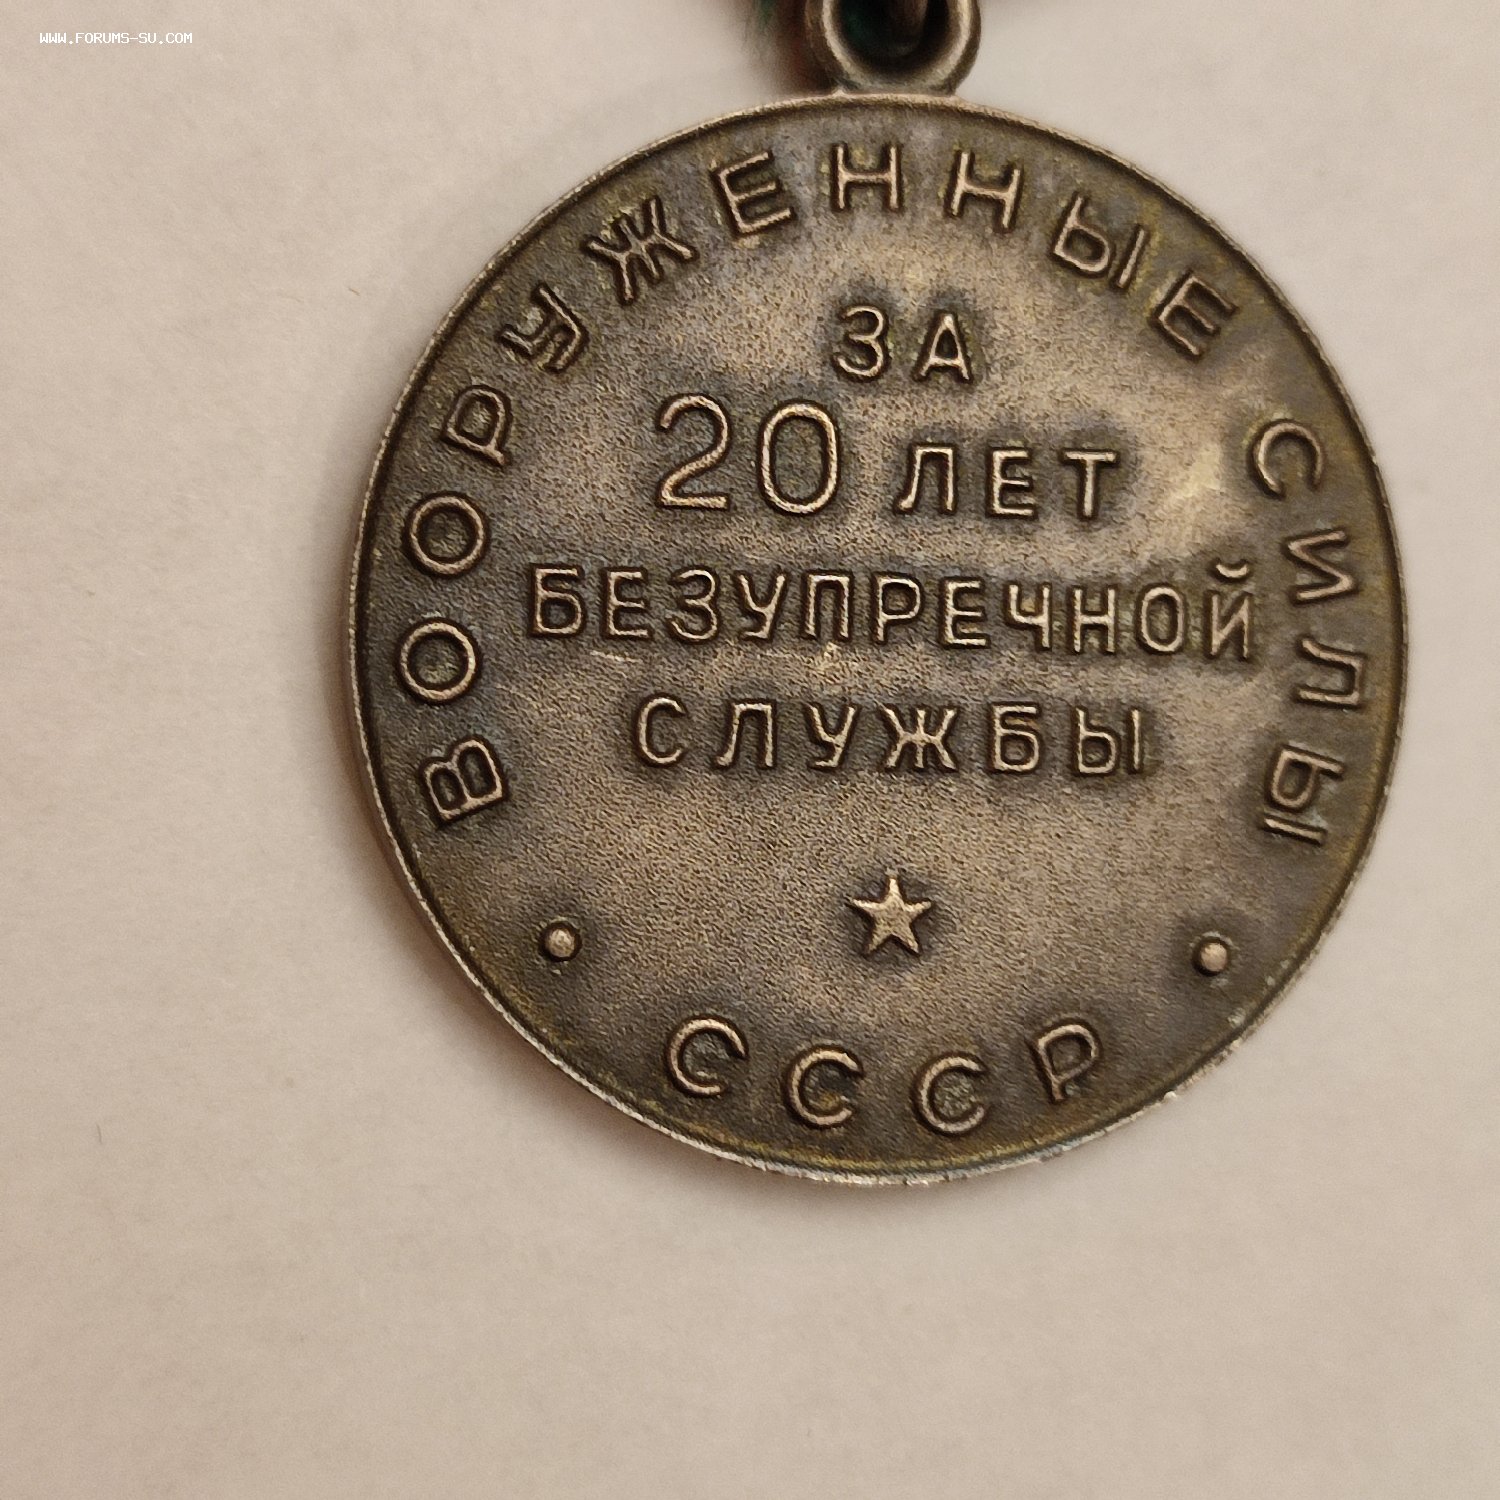 WWW.FORUMS-SU.COM
ВООРУЖЕННЫЕ СИЛЫ
ЗА
20 ЛЕТ
БЕЗУПРЕЧНОЙ
СЛУЖБЫ
СССР